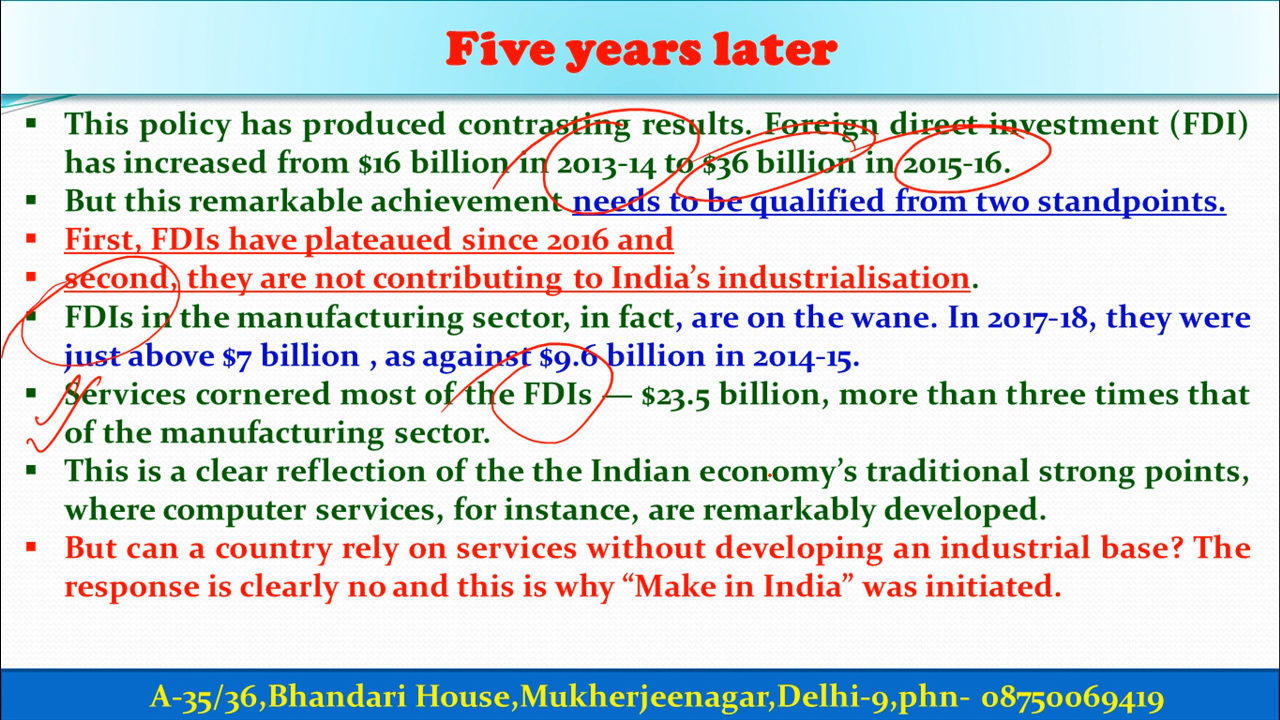 Five years later
▪ This policy has produced contrasting results. Foreign direct investment (FDI)
has increased from $16 billion in 2013-14 to $36 billion in 2015-16.
▪ But this remarkable achievement needs to be qualified from two standpoints.
▪ First, FDIs have plateaued since 2016 and
▪ second, they are not contributing to India's industrialisation.
▪ FDIs in the manufacturing sector, in fact, are on the wane. In 2017-18, they were
just above $7 billion , as against $9.6 billion in 2014-15.
▪ Services cornered most of the FDIs — $23.5 billion, more than three times that
of the manufacturing sector.
▪ This is a clear reflection of the the Indian economy's traditional strong points,
where computer services, for instance, are remarkably developed.
▪ But can a country rely on services without developing an industrial base? The
response is clearly no and this is why “Make in India” was initiated.
A-35/36,Bhandari House,Mukherjeenagar,Delhi-9,phn- 08750069419